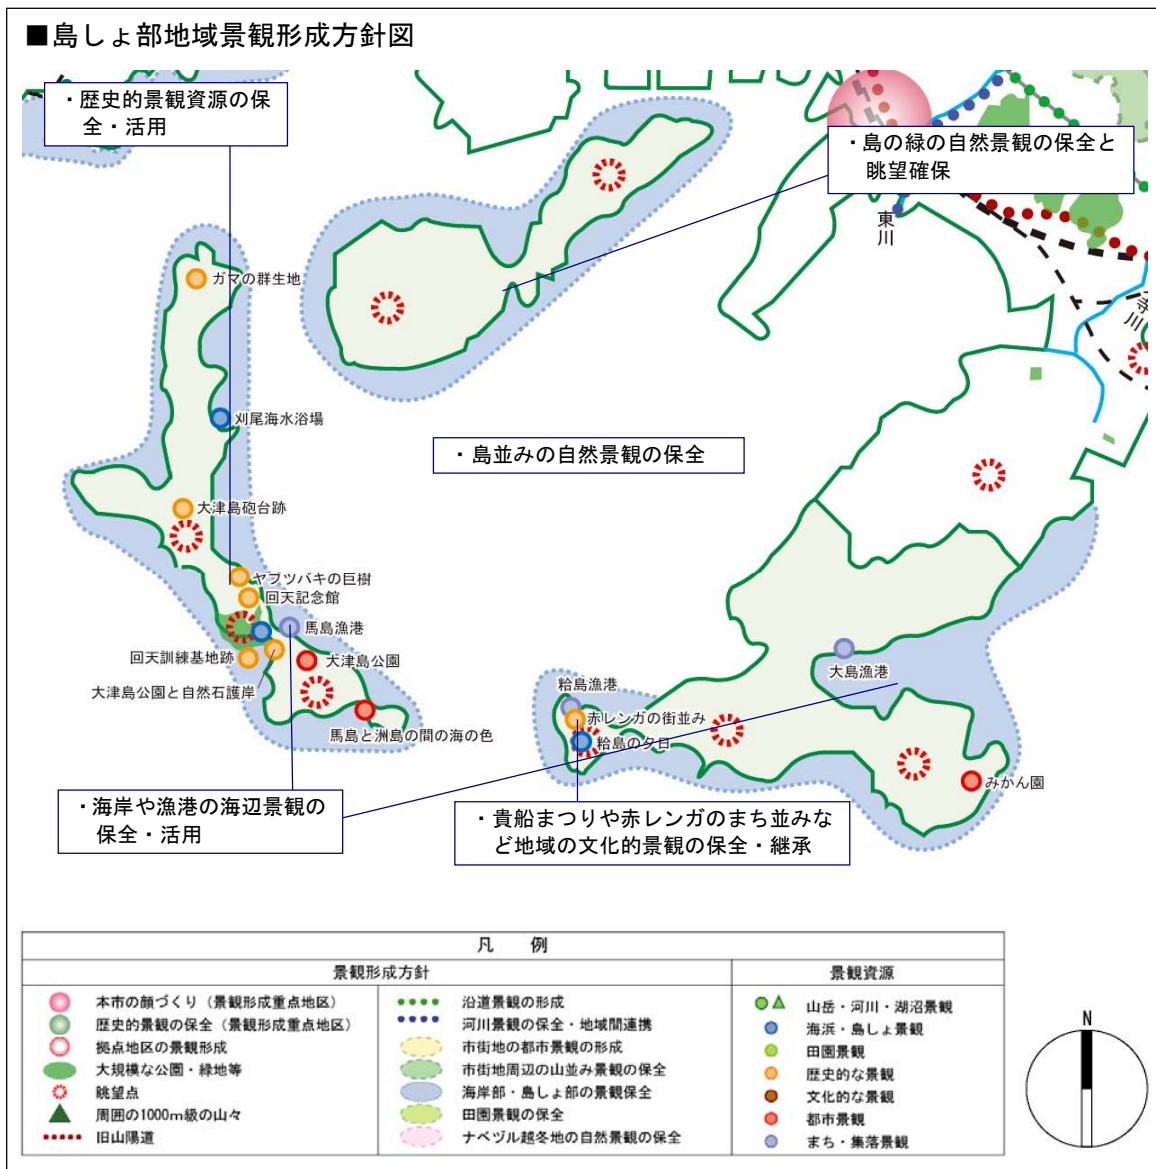 ■島しょ部地域景観形成方針図
・歴史的景観資源の保
全・活用
・島の緑の自然景観の保全と
眺望確保
東川
寺川
ガマの群生地
刈尾海水浴場
・島並みの自然景観の保全
大津島砲台跡
ヤブツバキの巨樹
回天記念館
馬島漁港
回天訓練基地跡
大津島公園
大津島公園と自然石護岸
馬島と洲島の間の海の色
大島漁港
粭島漁港
赤レンガの街並み
粭島の夕日
みかん園
・海岸や漁港の海辺景観の
保全・活用
・貴船まつりや赤レンガのまち並みな
ど地域の文化的景観の保全・継承
凡 例
景観形成方針
景観資源
本市の顔づくり（景観形成重点地区）
歴史的景観の保全（景観形成重点地区）
拠点地区の景観形成
大規模な公園・緑地等
眺望点
周囲の1000m級の山々
旧山陽道
沿道景観の形成
河川景観の保全・地域間連携
市街地の都市景観の形成
市街地周辺の山並み景観の保全
海岸部・島しょ部の景観保全
田園景観の保全
ナベヅル越冬地の自然景観の保全
山岳・河川・湖沼景観
海浜・島しょ景観
田園景観
歴史的な景観
文化的な景観
都市景観
まち・集落景観
N